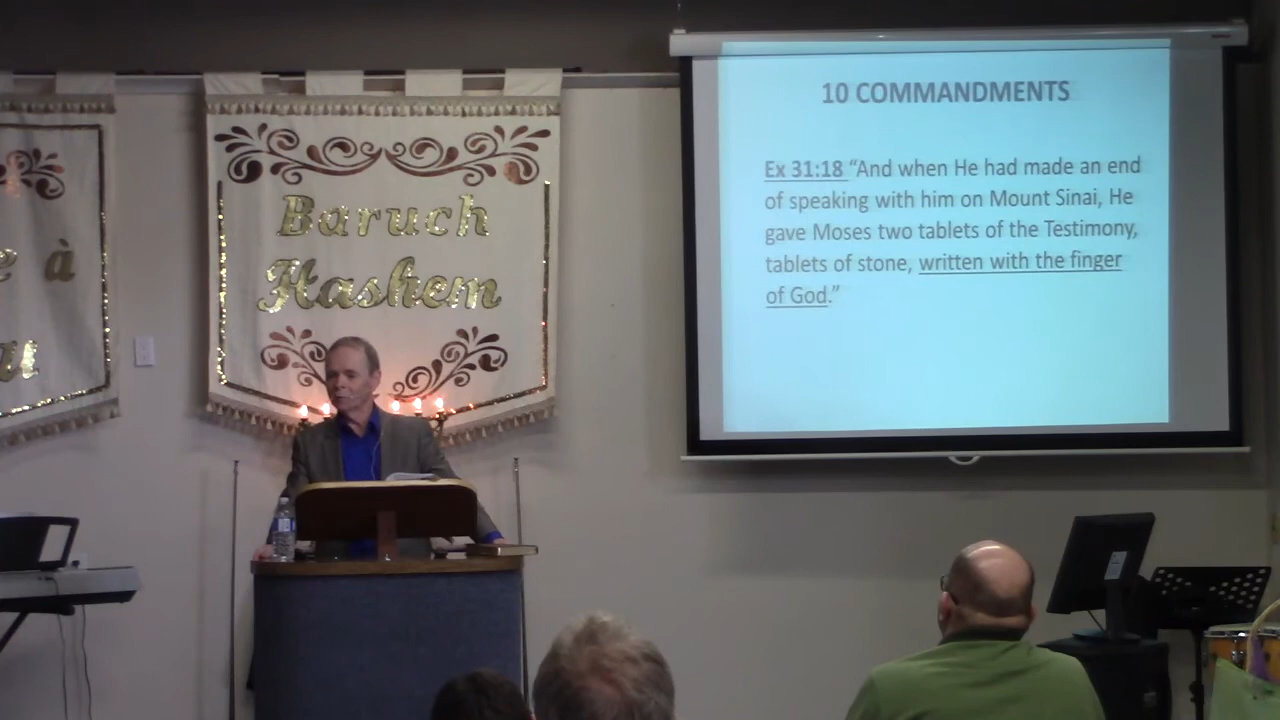 e à
Baruch
Hashem
10 COMMANDMENTS
Ex 31:18 “And when He had made an end
of speaking with him on Mount Sinai, He
gave Moses two tablets of the Testimony,
tablets of stone, written with the finger
of God.”